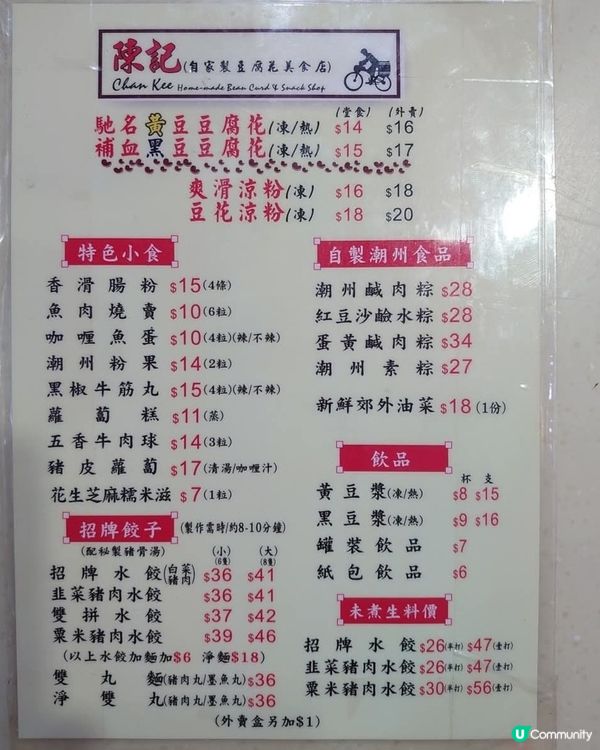 陳記(自家製豆腐花美食店)
Chan Kee Home-made Bean Curd & Snack Shop
(堂食) (外賣)
馳名黃豆豆腐花(凍/熱) $14 $16
補血黑豆豆腐花(凍/熱) $15 $17
爽滑涼粉(凍) $16 $18
豆花涼粉(凍) $18 $20
特色小食
香滑腸粉 $15(4條)
魚肉燒賣 $10(6粒)
咖喱魚蛋 $10(4粒)(辣/不辣)
潮州粉果 $14(2粒)
黑椒牛筋丸 $15(4粒)(辣/不辣)
蘿蔔糕 $11(蒸)
五香牛肉球 $14(3粒)
豬皮蘿蔔 $17(清湯/咖喱汁)
花生芝麻糯米滋 $7(1粒)
招牌餃子 (製作需時/約8-10分鐘)
(配秘製豬骨湯) (小) (大)
(6隻) (8隻)
招牌水餃(白菜豬肉) $36 $41
韭菜豬肉水餃 $36 $41
雙拼水餃 $37 $42
粟米豬肉水餃 $39 $46
(以上水餃加麵加$6 淨麵$18)
雙丸麵(豬肉丸/墨魚丸) $36
淨雙丸(豬肉丸/墨魚丸) $36
(外賣盒另加$1)
自製潮州食品
潮州鹹肉粽 $28
紅豆沙鹼水粽 $28
蛋黃鹹肉粽 $34
潮州素粽 $27
新鮮郊外油菜 $18(1份)
飲品
杯 支
黃豆漿(凍/熱) $8 $15
黑豆漿(凍/熱) $9 $16
罐裝飲品 $7
紙包飲品 $6
未煮生料價
招牌水餃 $26(半打) $47(壹打)
韭菜豬肉水餃 $26(半打) $47(壹打)
粟米豬肉水餃 $30(半打) $56(壹打)
U Community